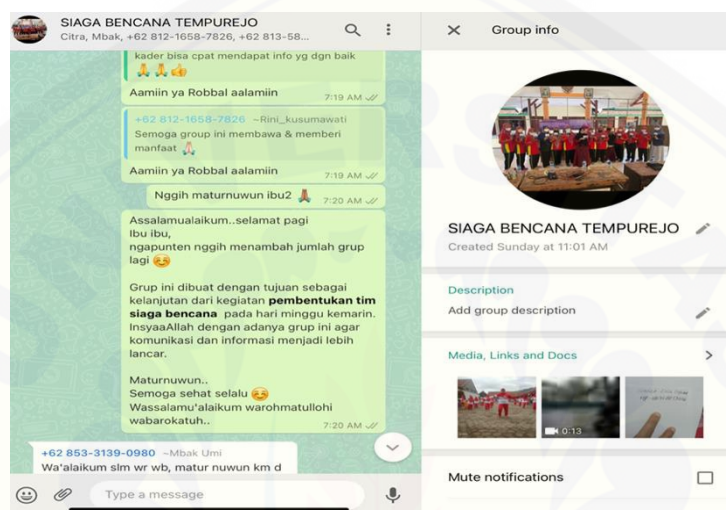 SIAGA BENCANA TEMPUREJO
Citra, Mbak, +62 812-1658-7826, +62 813-58...
kader bisa cpat mendapat info yg dgn baik
🙏🙏👍
Aamiin ya Robbal aalamiin
7:19 AM
+62 812-1658-7826 ~Rini_kusumawati
Semoga group ini membawa & memberi
manfaat 🙏
Aamiin ya Robbal aalamiin
7:19 AM
Nggih maturnuwun ibu2 🙏
7:20 AM
Assalamualaikum..selamat pagi
Ibu ibu,
ngapunten nggih menambah jumlah grup
lagi ☺️
Grup ini dibuat dengan tujuan sebagai
kelanjutan dari kegiatan pembentukan tim
siaga bencana pada hari minggu kemarin.
InsyaaAllah dengan adanya grup ini agar
komunikasi dan informasi menjadi lebih
lancar.
Maturnuwun..
Semoga sehat selalu ☺️
Wassalamu'alaikum warohmatullohi
wabarokatuh..
7:20 AM
+62 853-3139-0980 ~Mbak Umi
Wa'alaikum slm wr wb, matur nuwun km d
Type a message
Group info
SIAGA BENCANA TEMPUREJO
Created Sunday at 11:01 AM
Description
Add group description
Media, Links and Docs
0:13
Mute notifications